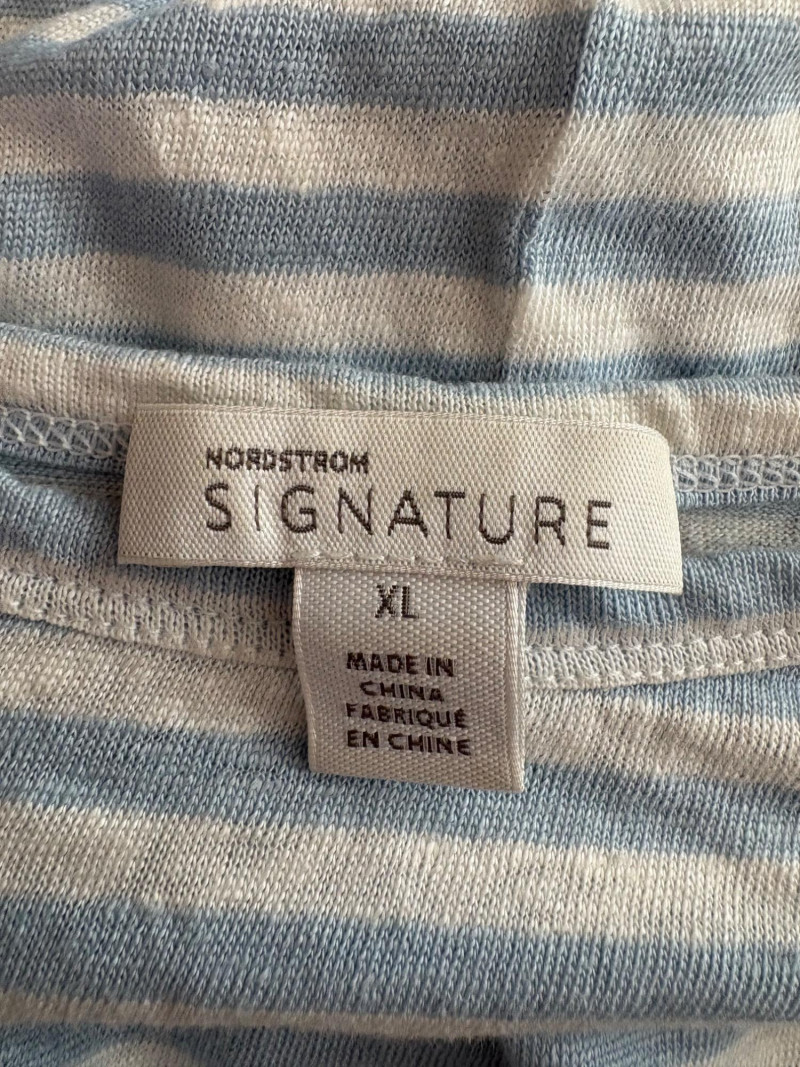 NORDSTROM
SIGNATURE
XL
MADE IN
CHINA
FABRIQUÉ
EN CHINE